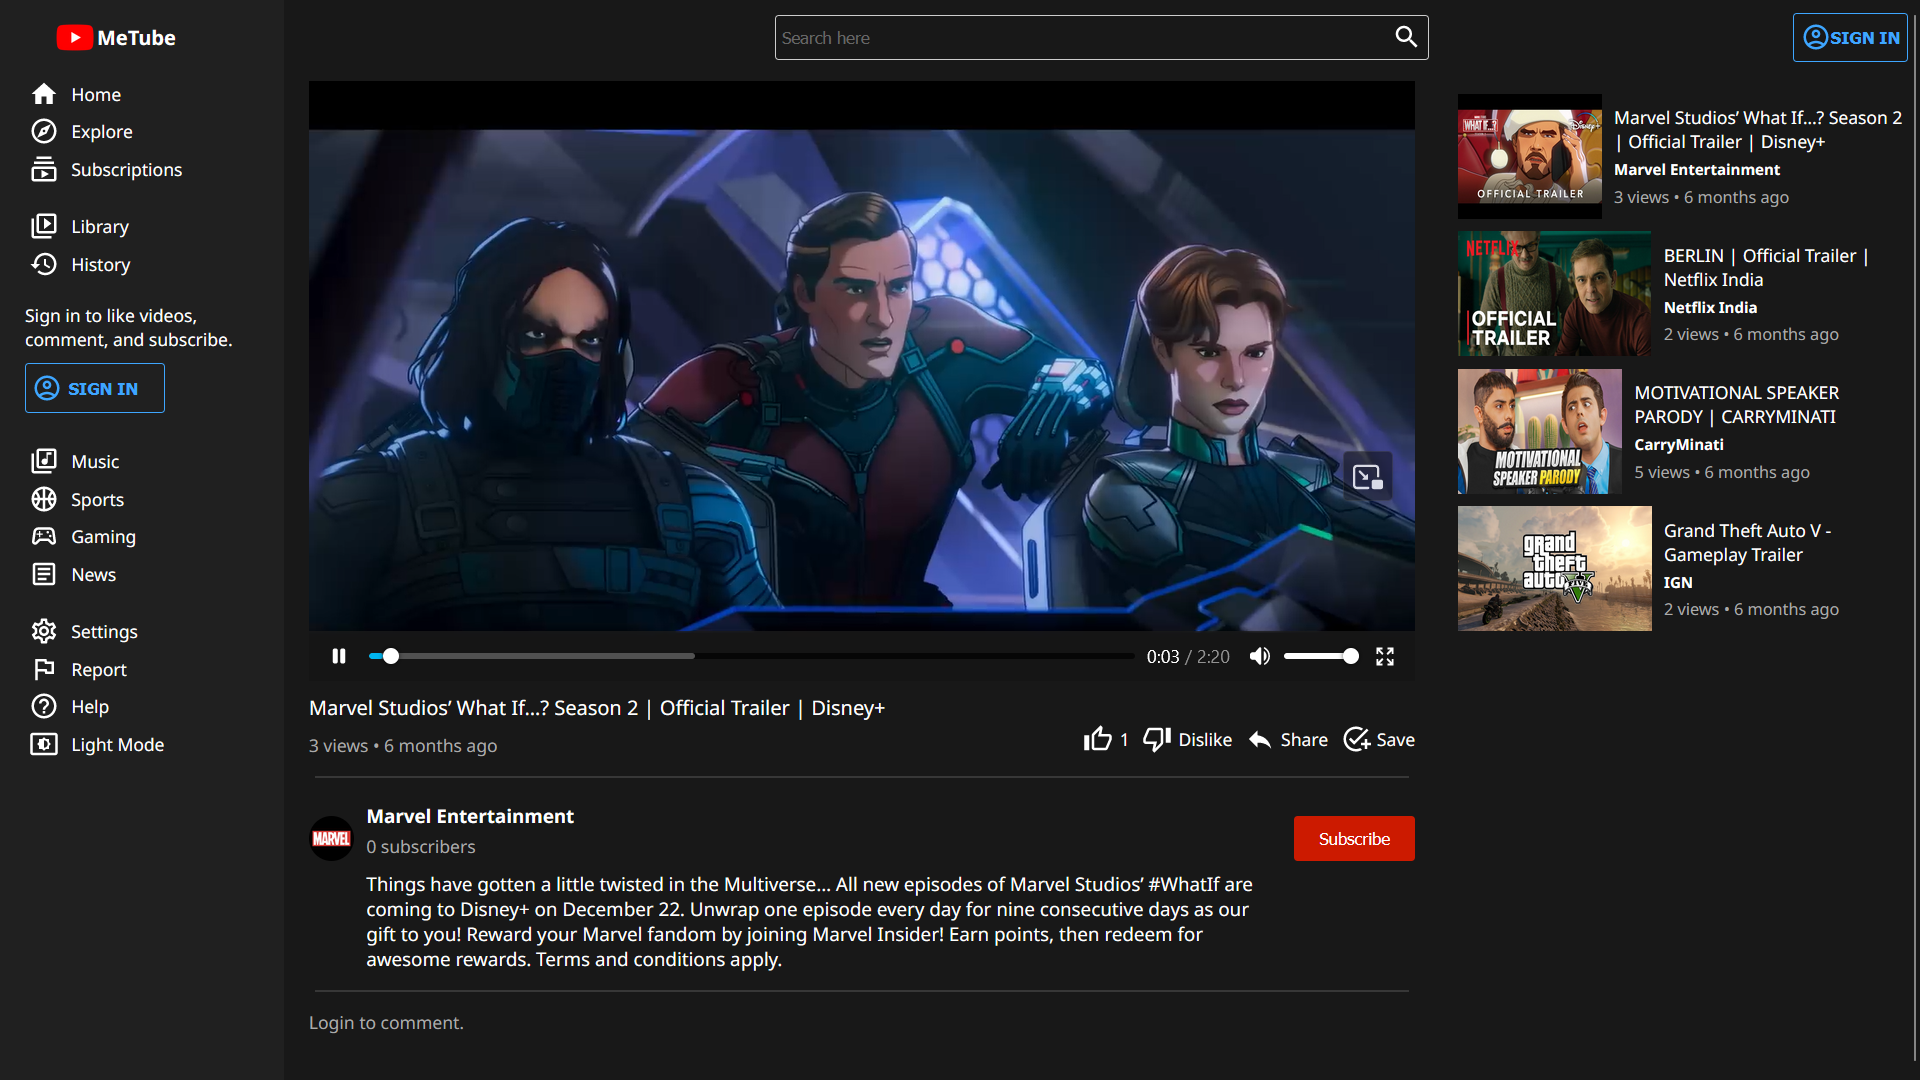 MeTube
Search here
SIGN IN
Home
Explore
Subscriptions
Library
History
Sign in to like videos,
comment, and subscribe.
SIGN IN
Music
Sports
Gaming
News
Settings
Report
Help
Light Mode
0:03 / 2:20
Marvel Studios’ What If...? Season 2 | Official Trailer | Disney+
3 views • 6 months ago
1
Dislike
Share
Save
MARVEL
Marvel Entertainment
0 subscribers
Subscribe
Things have gotten a little twisted in the Multiverse... All new episodes of Marvel Studios’ #WhatIf are
coming to Disney+ on December 22. Unwrap one episode every day for nine consecutive days as our
gift to you! Reward your Marvel fandom by joining Marvel Insider! Earn points, then redeem for
awesome rewards. Terms and conditions apply.
Login to comment.
WHAT IF...?
Disney+
OFFICIAL TRAILER
Marvel Studios’ What If...? Season 2
| Official Trailer | Disney+
Marvel Entertainment
3 views • 6 months ago
NETFLIX
OFFICIAL
TRAILER
BERLIN | Official Trailer |
Netflix India
Netflix India
2 views • 6 months ago
MOTIVATIONAL
SPEAKER PARODY
MOTIVATIONAL SPEAKER
PARODY | CARRYMINATI
CarryMinati
5 views • 6 months ago
grand
theft
auto V
FIVE
Grand Theft Auto V -
Gameplay Trailer
IGN
2 views • 6 months ago